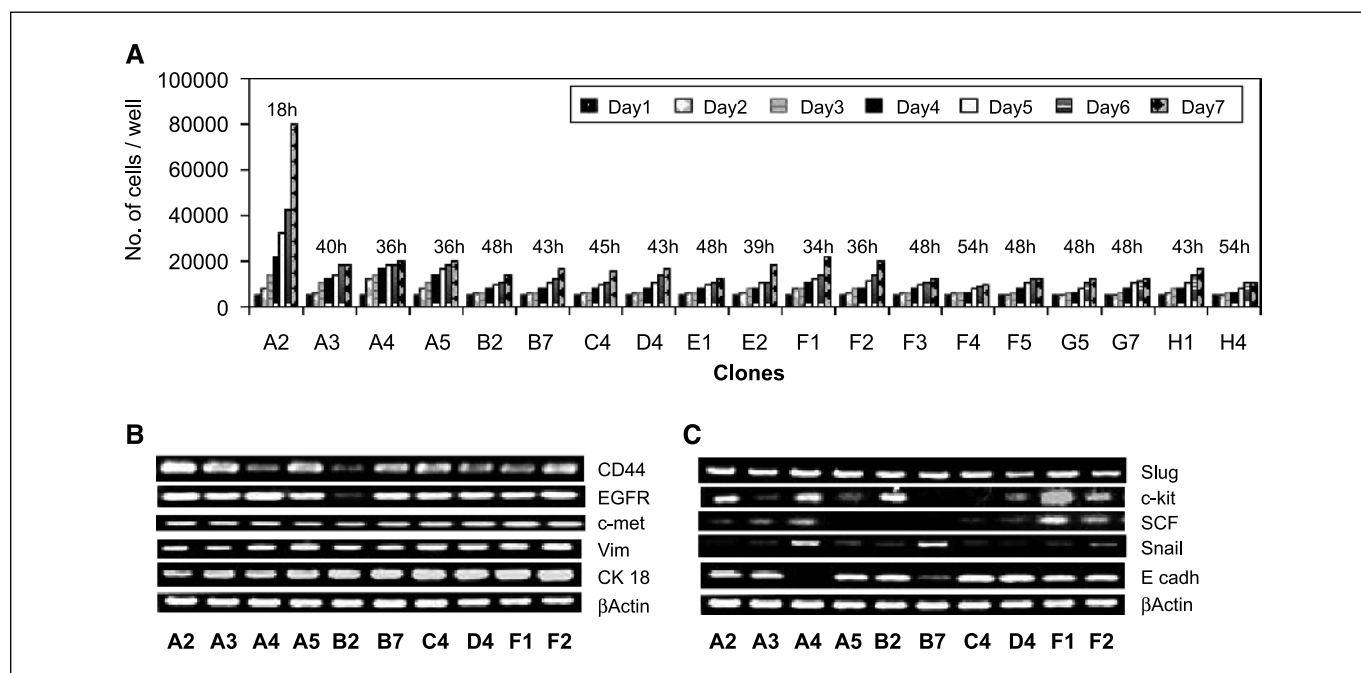 A
No. of cells / well
100000
80000
60000
40000
20000
0
Day1 Day2 Day3 Day4 Day5 Day6 Day7
18h 40h 36h 36h 48h 43h 45h 43h 48h 39h 34h 36h 48h 54h 48h 48h 48h 43h 54h
A2 A3 A4 A5 B2 B7 C4 D4 E1 E2 F1 F2 F3 F4 F5 G5 G7 H1 H4
Clones
B
CD44
EGFR
c-met
Vim
CK 18
βActin
A2 A3 A4 A5 B2 B7 C4 D4 F1 F2
C
Slug
c-kit
SCF
Snail
E cadh
βActin
A2 A3 A4 A5 B2 B7 C4 D4 F1 F2